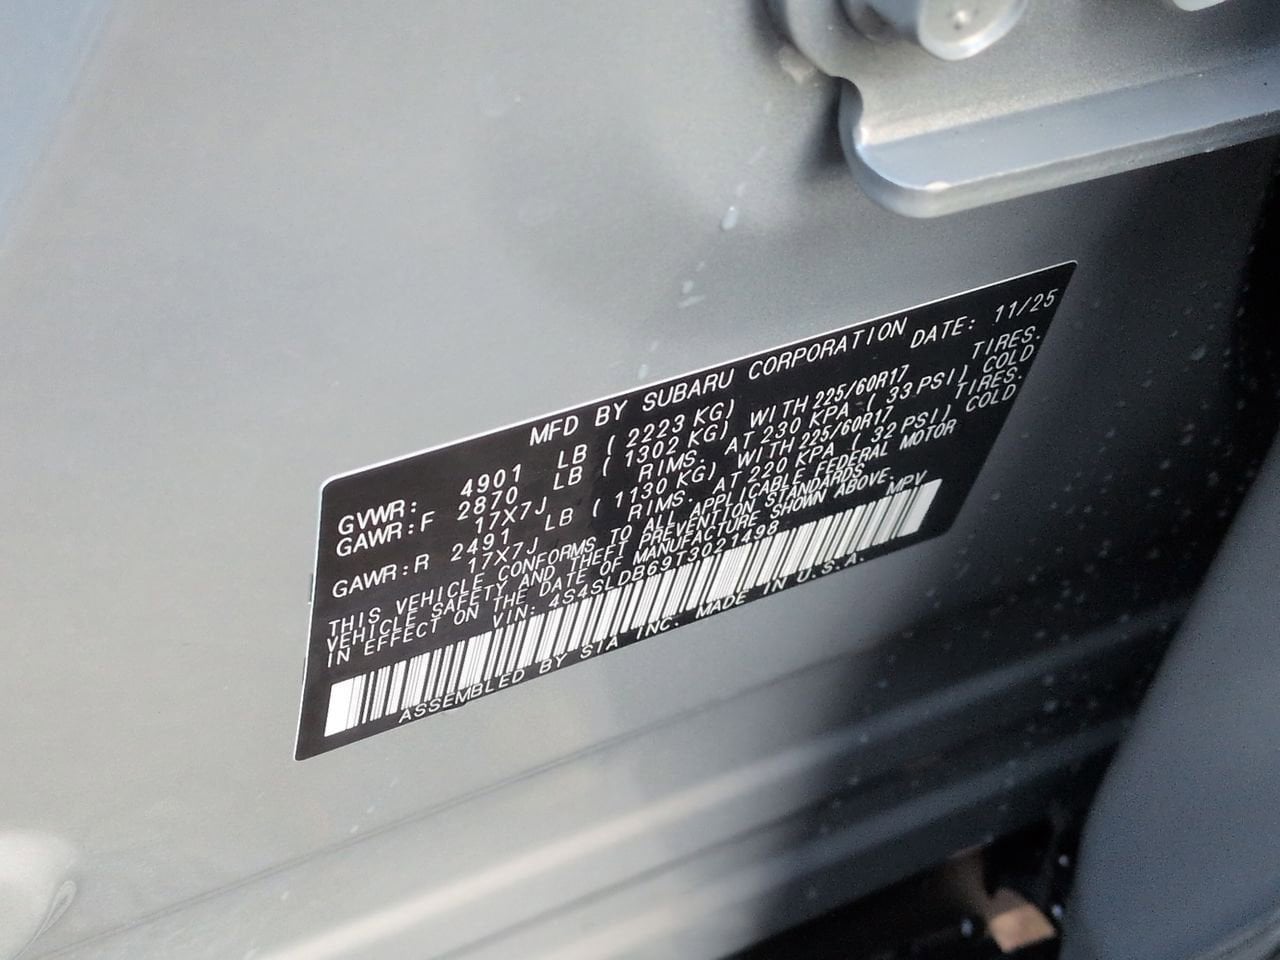 MFD BY SUBARU CORPORATION DATE: 11/25
GVWR: 4901 LB ( 2223 KG)
GAWR:F 2870 LB ( 1302 KG) WITH 225/60R17 TIRES.
17X7J RIMS. AT 230 KPA ( 33 PSI) COLD
GAWR:R 2491 LB ( 1130 KG) WITH 225/60R17 TIRES.
17X7J RIMS. AT 220 KPA ( 32 PSI) COLD.
THIS VEHICLE CONFORMS TO ALL APPLICABLE FEDERAL MOTOR
VEHICLE SAFETY AND THEFT PREVENTION STANDARDS
IN EFFECT ON THE DATE OF MANUFACTURE SHOWN ABOVE.
VIN: 4S4SLDB69T3021498 MPV
ASSEMBLED BY SIA INC. MADE IN U.S.A.